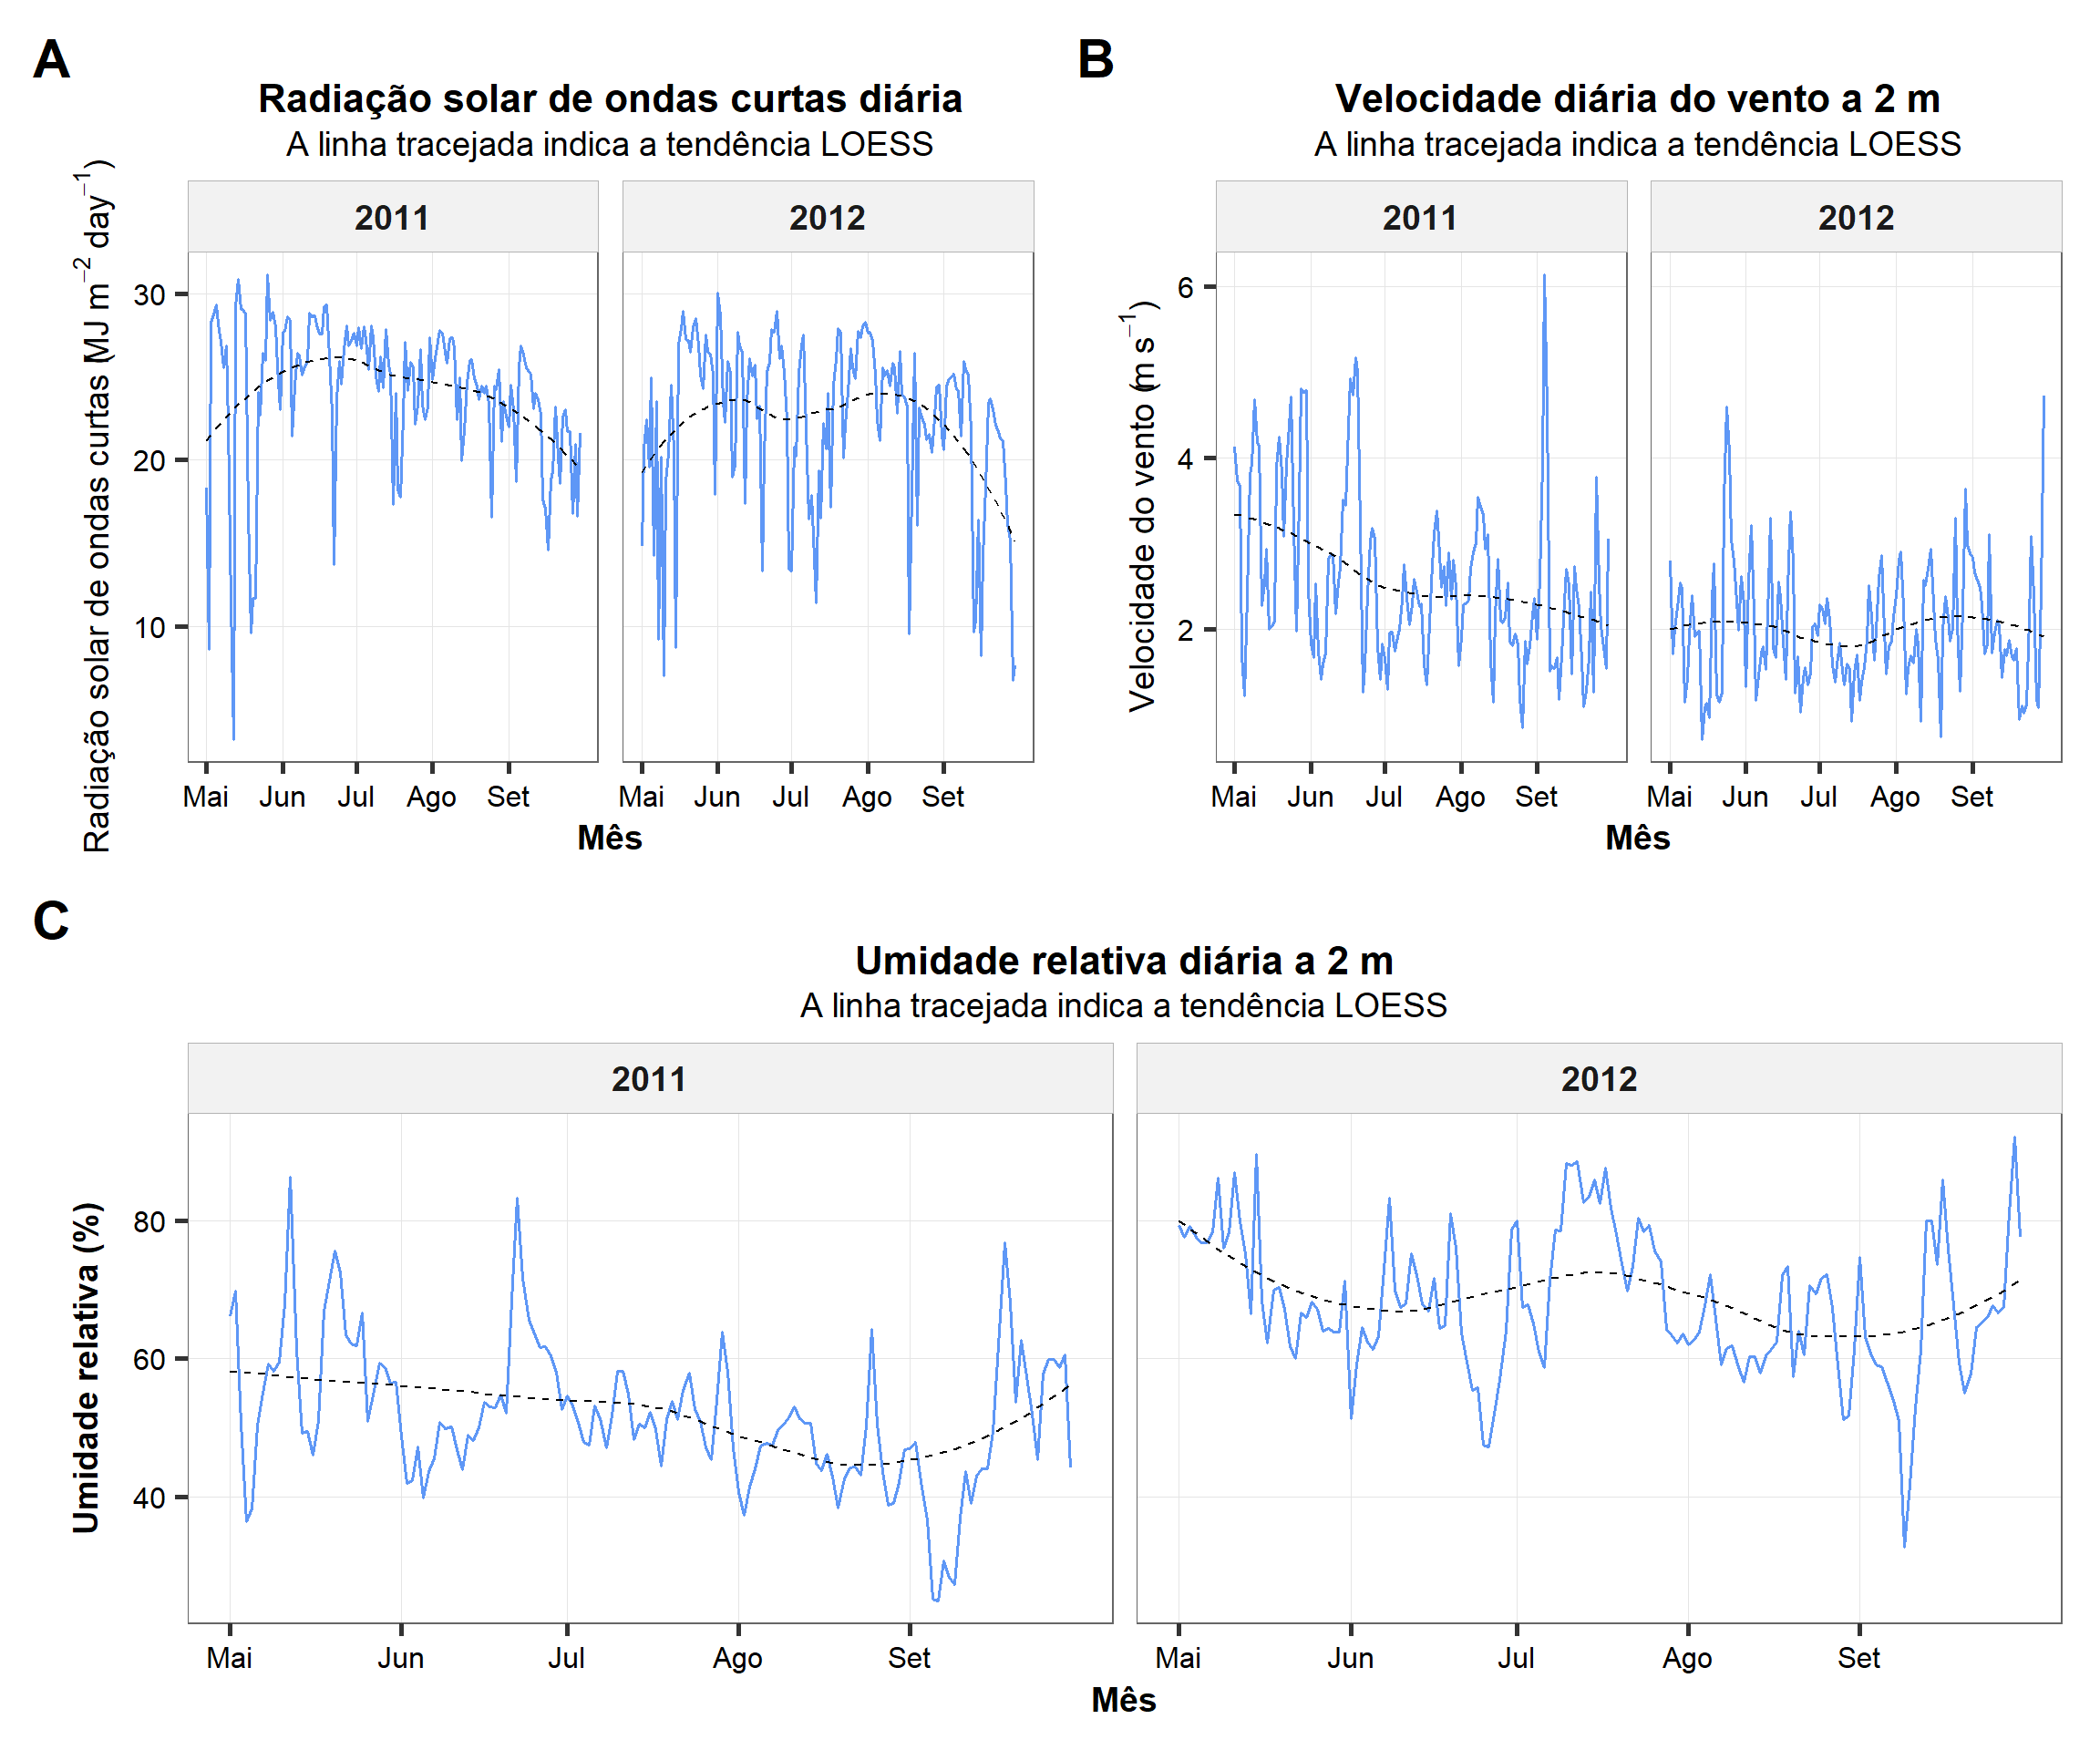 A
Radiação solar de ondas curtas diária
A linha tracejada indica a tendência LOESS
2011
2012
Radiação solar de ondas curtas (MJ m⁻² day⁻¹)
30
20
10
Mai Jun Jul Ago Set
Mai Jun Jul Ago Set
Mês
B
Velocidade diária do vento a 2 m
A linha tracejada indica a tendência LOESS
2011
2012
Velocidade do vento (m s⁻¹)
6
4
2
Mai Jun Jul Ago Set
Mai Jun Jul Ago Set
Mês
C
Umidade relativa diária a 2 m
A linha tracejada indica a tendência LOESS
2011
2012
Umidade relativa (%)
80
60
40
Mai Jun Jul Ago Set
Mai Jun Jul Ago Set
Mês